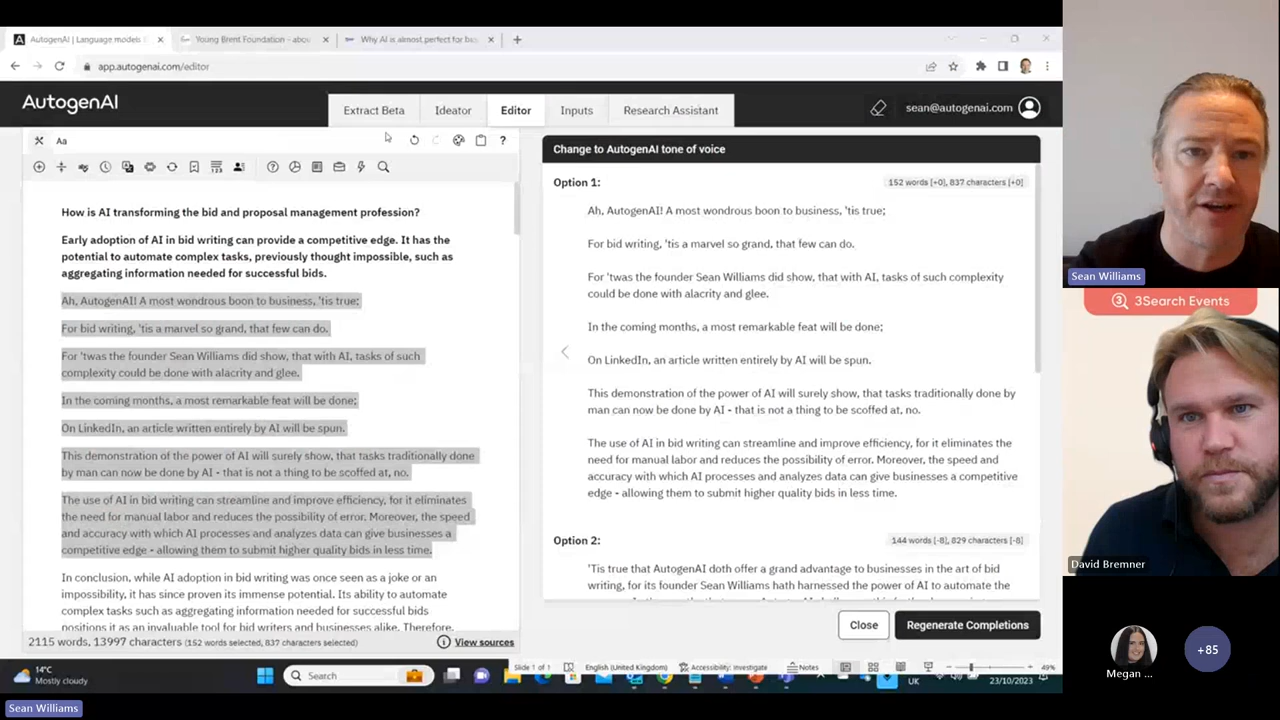 AutogenAI | Language models f
Young Brent Foundation - abo
Why AI is almost perfect for bus
app.autogenai.com/editor
AutogenAI
Extract Beta
Ideator
Editor
Inputs
Research Assistant
sean@autogenai.com
Aa
?
How is AI transforming the bid and proposal management profession?
Early adoption of AI in bid writing can provide a competitive edge. It has the
potential to automate complex tasks, previously thought impossible, such as
aggregating information needed for successful bids.
Ah, AutogenAI! A most wondrous boon to business, 'tis true;
For bid writing, 'tis a marvel so grand, that few can do.
For 'twas the founder Sean Williams did show, that with AI, tasks of such
complexity could be done with alacrity and glee.
In the coming months, a most remarkable feat will be done;
On LinkedIn, an article written entirely by AI will be spun.
This demonstration of the power of AI will surely show, that tasks traditionally done
by man can now be done by AI - that is not a thing to be scoffed at, no.
The use of AI in bid writing can streamline and improve efficiency, for it eliminates
the need for manual labor and reduces the possibility of error. Moreover, the speed
and accuracy with which AI processes and analyzes data can give businesses a
competitive edge - allowing them to submit higher quality bids in less time.
In conclusion, while AI adoption in bid writing was once seen as a joke or an
impossibility, it has since proven its immense potential. Its ability to automate
complex tasks such as aggregating information needed for successful bids
positions it as an invaluable tool for bid writers and businesses alike. Therefore,
2115 words, 13997 characters (152 words selected, 837 characters selected)
View sources
Change to AutogenAI tone of voice
Option 1:
152 words [+0], 837 characters [+0]
Ah, AutogenAI! A most wondrous boon to business, 'tis true;
For bid writing, 'tis a marvel so grand, that few can do.
For 'twas the founder Sean Williams did show, that with AI, tasks of such complexity
could be done with alacrity and glee.
In the coming months, a most remarkable feat will be done;
On LinkedIn, an article written entirely by AI will be spun.
This demonstration of the power of AI will surely show, that tasks traditionally done by
man can now be done by AI - that is not a thing to be scoffed at, no.
The use of AI in bid writing can streamline and improve efficiency, for it eliminates the
need for manual labor and reduces the possibility of error. Moreover, the speed and
accuracy with which AI processes and analyzes data can give businesses a competitive
edge - allowing them to submit higher quality bids in less time.
Option 2:
144 words [-8], 829 characters [-8]
'Tis true that AutogenAI doth offer a grand advantage to businesses in the art of bid
writing, for its founder Sean Williams hath harnessed the power of AI to automate the
Close
Regenerate Completions
14°C
Mostly cloudy
Search
Slide 1 of 1
English (United Kingdom)
Accessibility: Investigate
Notes
49%
UK
23/10/2023
Sean Williams
Sean Williams
3Search Events
David Bremner
Megan ...
+85